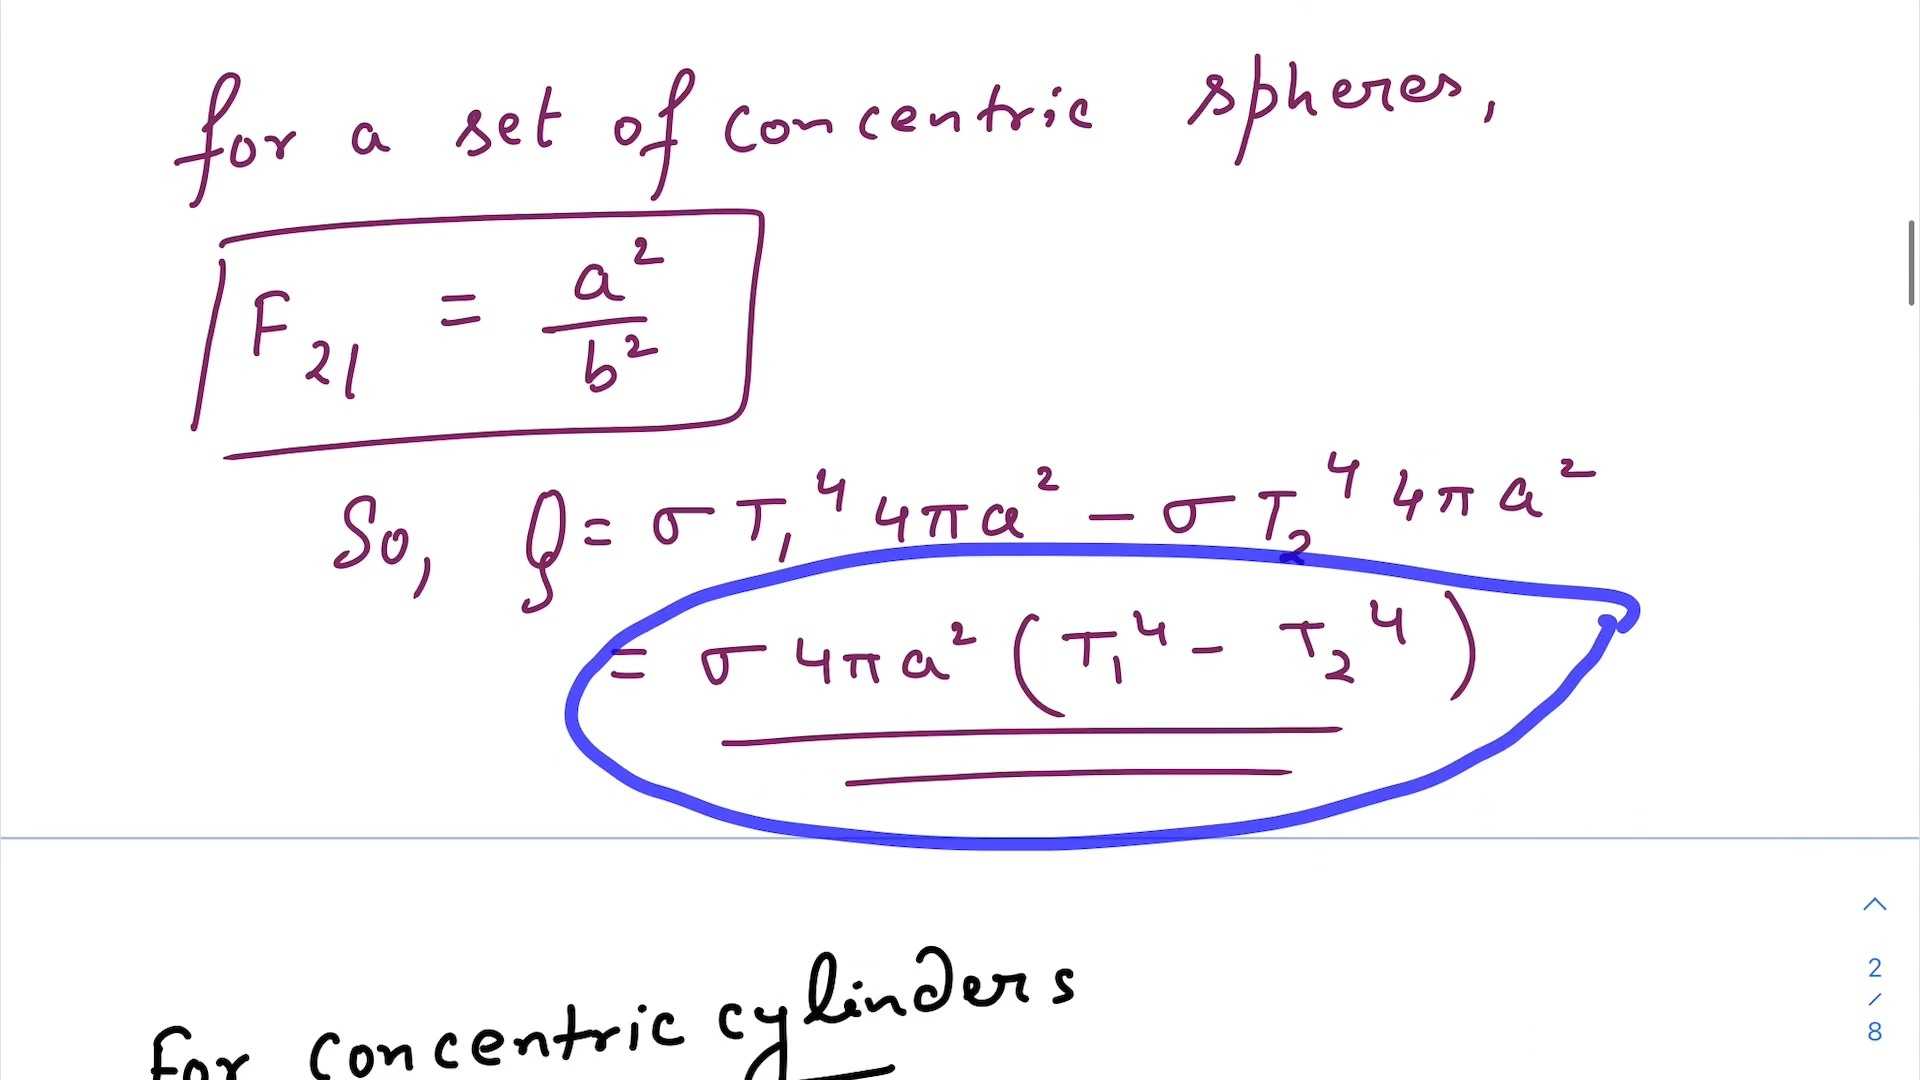 for a set of concentric spheres,
F₂₁ = a²/b²
So, Q = σ T₁⁴ 4π a² − σ T₂⁴ 4π a²
= σ 4π a² (T₁⁴ − T₂⁴)
For concentric cylinders
2
/
8